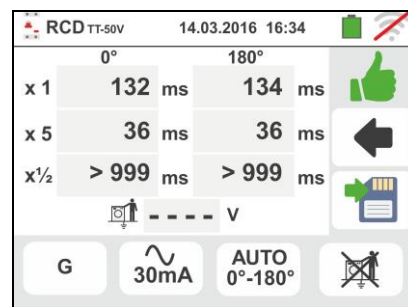 RCD TT-50V 14.03.2016 16:34
0° 180°
x 1 132 ms 134 ms
x 5 36 ms 36 ms
x½ > 999 ms > 999 ms
- - - - V
G 30mA AUTO 0°-180°